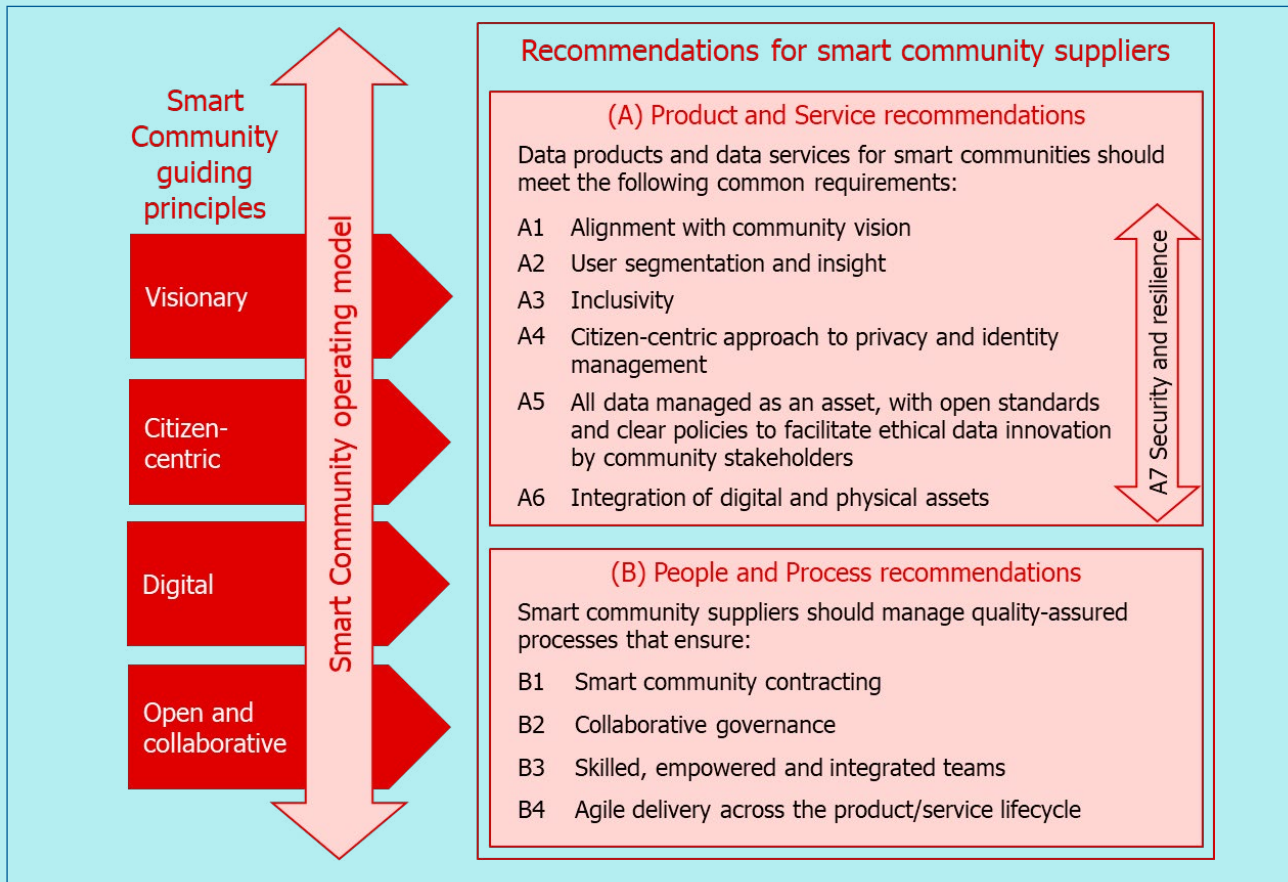 Smart
Community
guiding
principles
Visionary
Citizen-
centric
Digital
Open and
collaborative
Smart Community operating model
Recommendations for smart community suppliers
(A) Product and Service recommendations
Data products and data services for smart communities should
meet the following common requirements:
A1 Alignment with community vision
A2 User segmentation and insight
A3 Inclusivity
A4 Citizen-centric approach to privacy and identity
management
A5 All data managed as an asset, with open standards
and clear policies to facilitate ethical data innovation
by community stakeholders
A6 Integration of digital and physical assets
A7 Security and resilience
(B) People and Process recommendations
Smart community suppliers should manage quality-assured
processes that ensure:
B1 Smart community contracting
B2 Collaborative governance
B3 Skilled, empowered and integrated teams
B4 Agile delivery across the product/service lifecycle